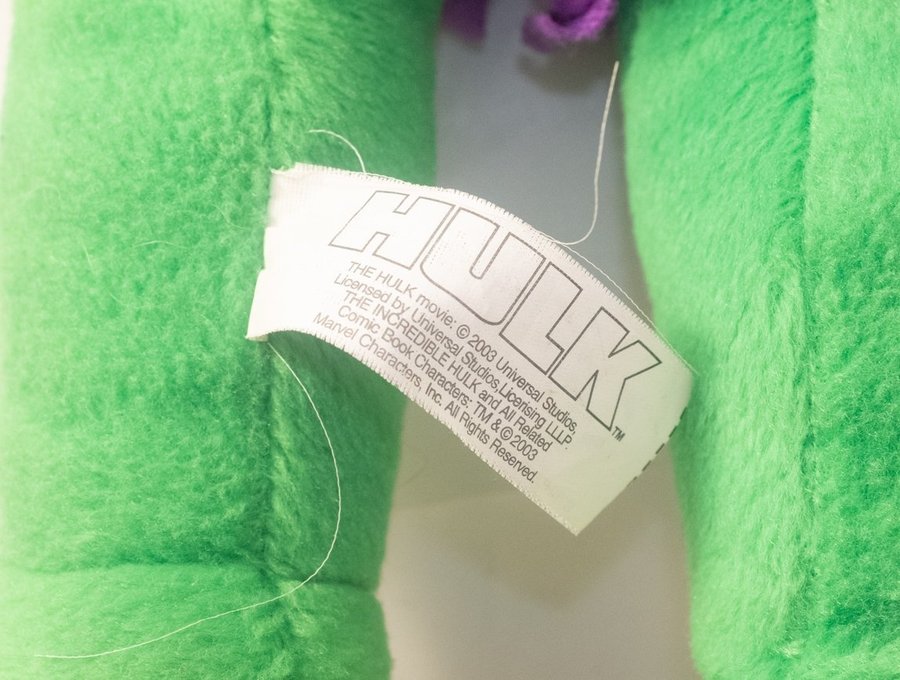 HULK™
THE HULK movie: © 2003 Universal Studios,
Licensed by Universal Studios Licensing LLLP.
THE INCREDIBLE HULK and All Related
Comic Book Characters: TM & © 2003
Marvel Characters, Inc. All Rights Reserved.